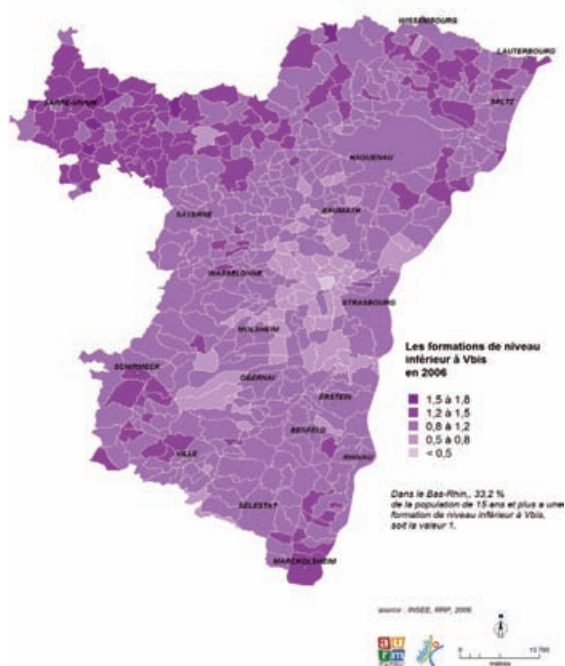 WISSEMBOURG
LAUTERBOURG
SELTZ
SARRE-UNION
HAGUENAU
BRUMATH
SAVERNE
WASSELONNE
STRASBOURG
MOLSHEIM
SCHIRMECK
OBERNAI
ERSTEIN
BENFELD
VILLE
RHINAU
SELESTAT
MARCKOLSHEIM
Les formations de niveau
inférieur à Vbis
en 2006
1,5 à 1,8
1,2 à 1,5
0,8 à 1,2
0,5 à 0,8
< 0,5
Dans le Bas-Rhin,, 33,2 %
de la population de 15 ans et plus a une
formation de niveau inférieur à Vbis,
soit la valeur 1.
source : INSEE, RRP, 2006
N
0
mètres